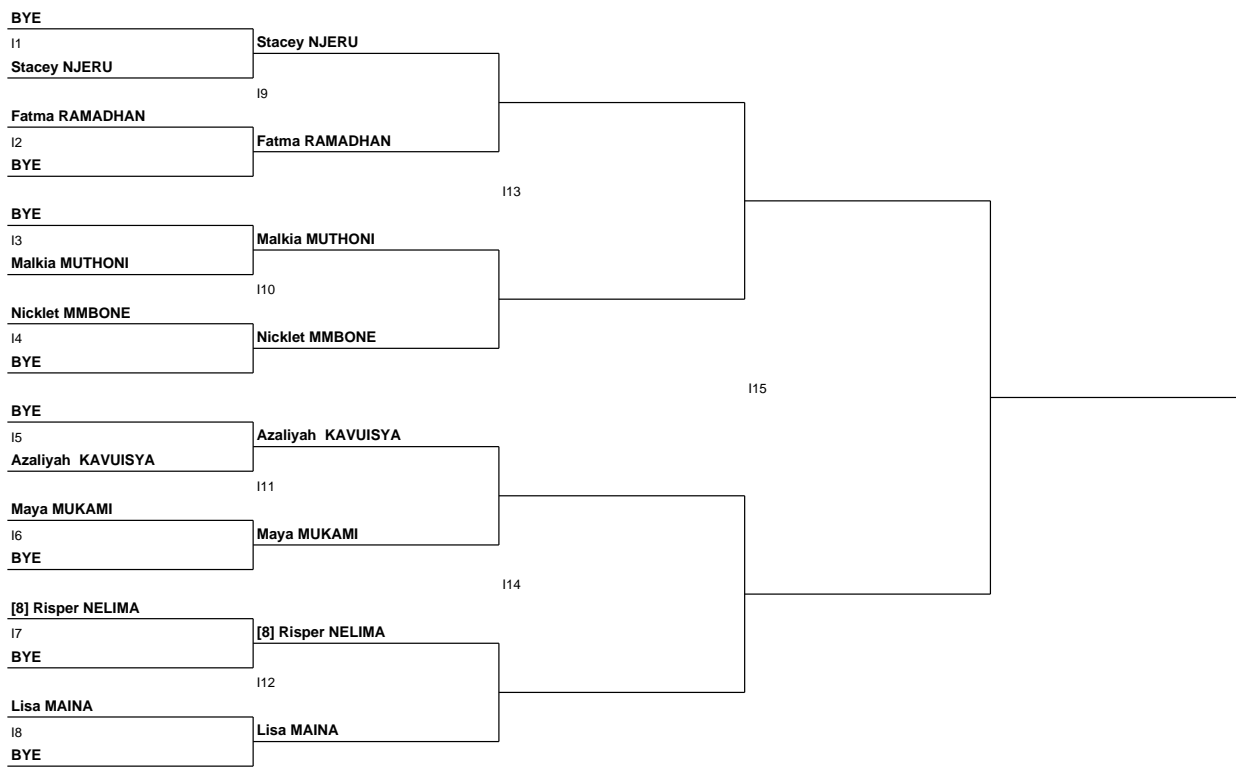 BYE
I1
Stacey NJERU
Stacey NJERU
I9
Fatma RAMADHAN
I2
BYE
Fatma RAMADHAN
I13
BYE
I3
Malkia MUTHONI
Malkia MUTHONI
I10
Nicklet MMBONE
I4
BYE
Nicklet MMBONE
I15
BYE
I5
Azaliyah  KAVUISYA
Azaliyah  KAVUISYA
I11
Maya MUKAMI
I6
BYE
Maya MUKAMI
I14
[8] Risper NELIMA
I7
BYE
[8] Risper NELIMA
I12
Lisa MAINA
I8
BYE
Lisa MAINA